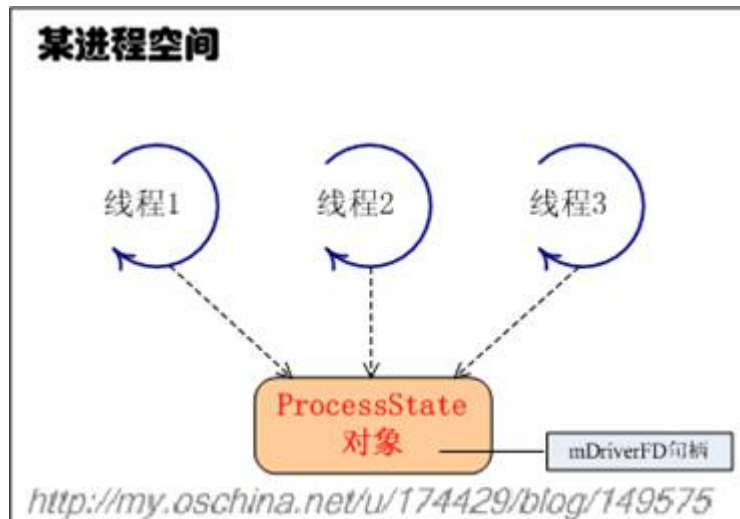 某进程空间
线程1
线程2
线程3
ProcessState
对象
mDriverFD句柄
http://my.oschina.net/u/174429/blog/149575